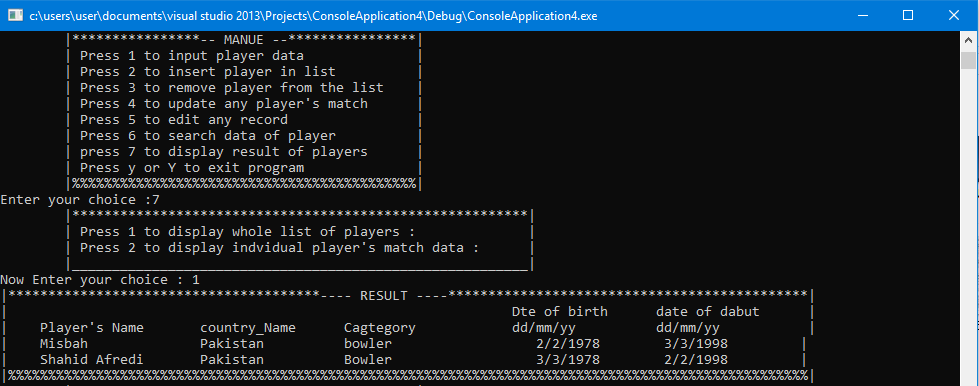 c:\users\user\documents\visual studio 2013\Projects\ConsoleApplication4\Debug\ConsoleApplication4.exe
|****************-- MANUE --****************|
| Press 1 to input player data |
| Press 2 to insert player in list |
| Press 3 to remove player from the list |
| Press 4 to update any player's match |
| Press 5 to edit any record |
| Press 6 to search data of player |
| press 7 to display result of players |
| Press y or Y to exit program |
|%%%%%%%%%%%%%%%%%%%%%%%%%%%%%%%%%%%%%%%%%%%|
Enter your choice :7
|*********************************************************|
| Press 1 to display whole list of players : |
| Press 2 to display indvidual player's match data : |
|_________________________________________________________|
Now Enter your choice : 1
|***************************************---- RESULT ----*********************************************|
| Dte of birth date of dabut |
| Player's Name country_Name Cagtegory dd/mm/yy dd/mm/yy |
| Misbah Pakistan bowler 2/2/1978 3/3/1998 |
| Shahid Afredi Pakistan Bowler 3/3/1978 2/2/1998 |
|%%%%%%%%%%%%%%%%%%%%%%%%%%%%%%%%%%%%%%%%%%%%%%%%%%%%%%%%%%%%%%%%%%%%%%%%%%%%%%%%%%%%%%%%%%%%%%%%%%%%%%|